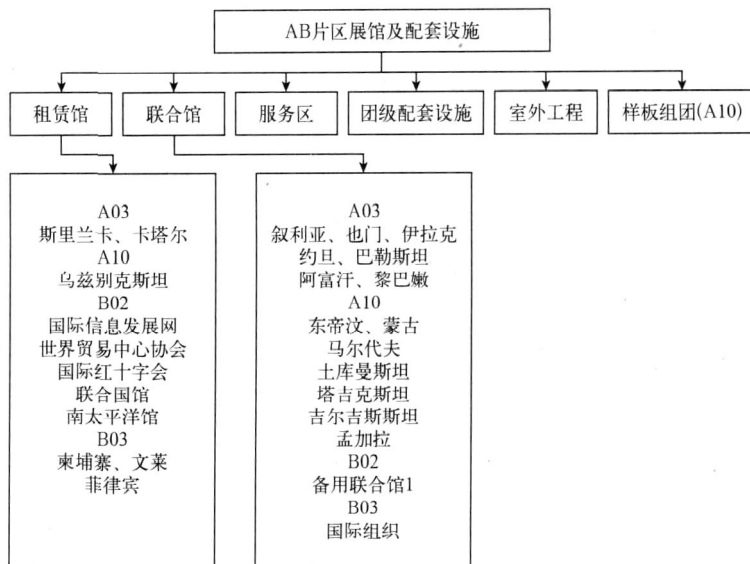 AB片区展馆及配套设施
租赁馆
联合馆
服务区
团级配套设施
室外工程
样板组团(A10)
A03
斯里兰卡、卡塔尔
A10
乌兹别克斯坦
B02
国际信息发展网
世界贸易中心协会
国际红十字会
联合国馆
南太平洋馆
B03
柬埔寨、文莱
菲律宾
A03
叙利亚、也门、伊拉克
约旦、巴勒斯坦
阿富汗、黎巴嫩
A10
东帝汶、蒙古
马尔代夫
土库曼斯坦
塔吉克斯坦
吉尔吉斯斯坦
孟加拉
B02
备用联合馆1
B03
国际组织